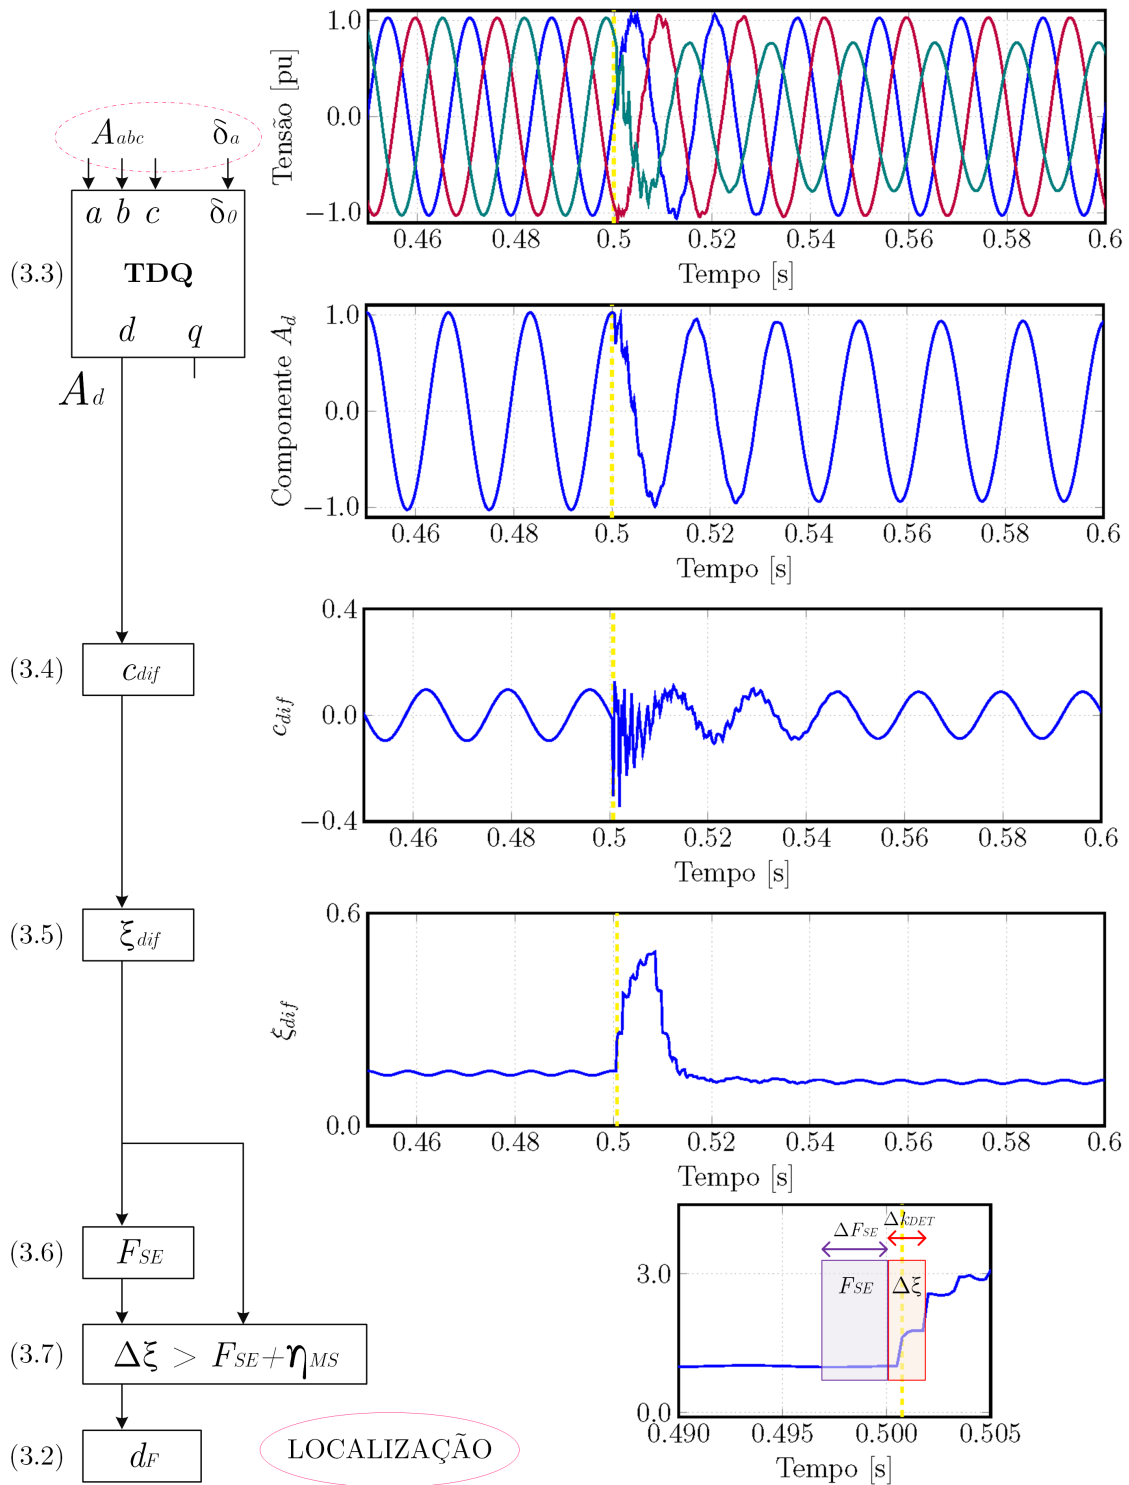 A_abc δ_a
a b c δ_0
(3.3) TDQ
d q
A_d
(3.4) c_dif
(3.5) ξ_dif
(3.6) F_SE
(3.7) Δξ > F_SE+η_MS
(3.2) d_F
LOCALIZAÇÃO
Tensão [pu]
1.0
0.0
−1.0
0.46 0.48 0.5 0.52 0.54 0.56 0.58 0.6
Tempo [s]
Componente A_d
1.0
0.0
−1.0
0.46 0.48 0.5 0.52 0.54 0.56 0.58 0.6
Tempo [s]
c_dif
0.4
0.0
−0.4
0.46 0.48 0.5 0.52 0.54 0.56 0.58 0.6
Tempo [s]
ξ_dif
0.6
0.0
0.46 0.48 0.5 0.52 0.54 0.56 0.58 0.6
Tempo [s]
ΔF_SE Δk_DET
F_SE Δξ
3.0
0.0
0.490 0.495 0.500 0.505
Tempo [s]